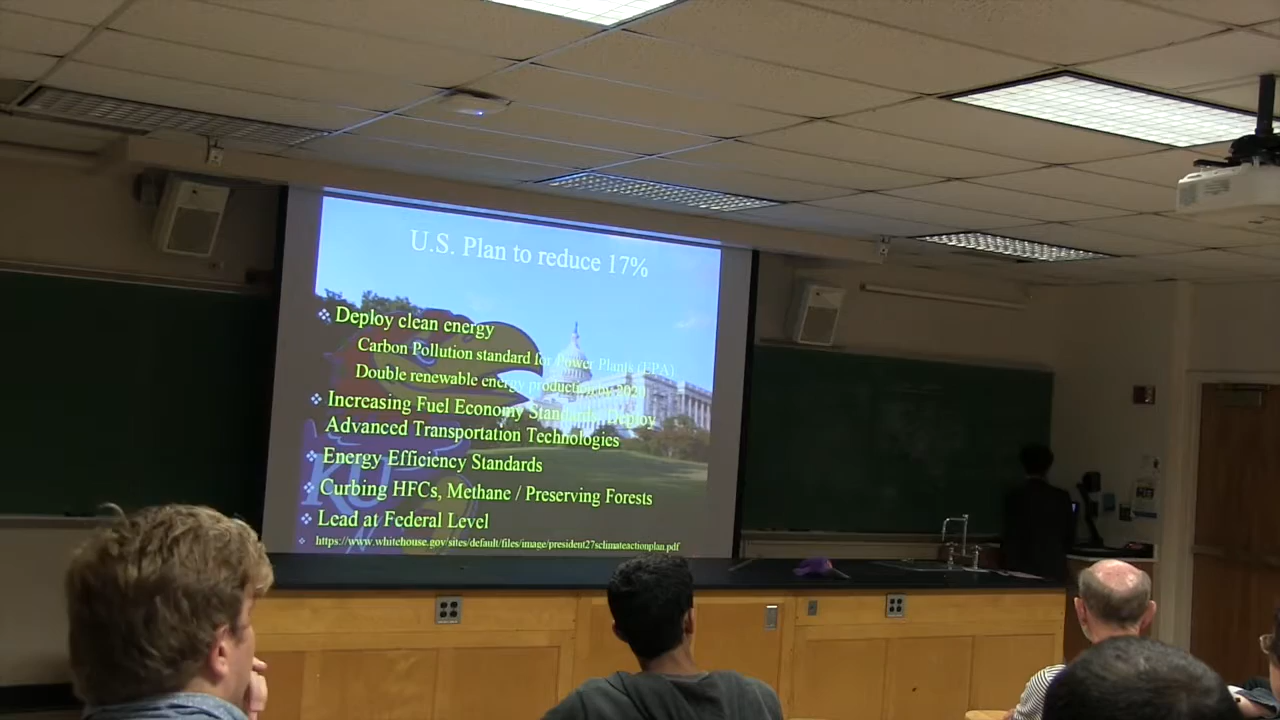 U.S. Plan to reduce 17%
Deploy clean energy
Carbon Pollution standard for Power Plants (EPA)
Double renewable energy production by
Increasing Fuel Economy Standards, Deploy
Advanced Transportation Technologies
Energy Efficiency Standards
KU
Curbing HFCs, Methane / Preserving Forests
Lead at Federal Level
https://www.whitehouse.gov/sites/default/files/image/president27sclimateactionplan.pdf